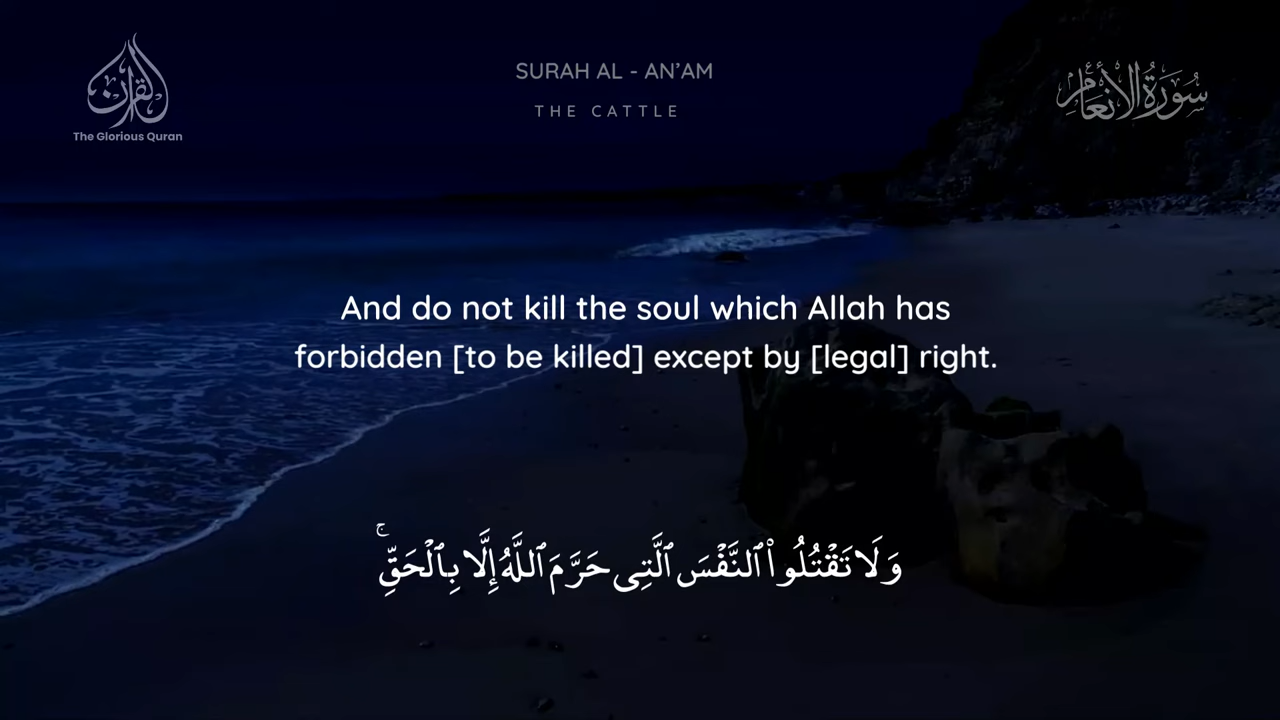 القرآن
The Glorious Quran
SURAH AL - AN’AM
THE CATTLE
سُورَةُ الأَنْعَامِ
And do not kill the soul which Allah has
forbidden [to be killed] except by [legal] right.
وَلَا تَقْتُلُوا۟ ٱلنَّفْسَ ٱلَّتِى حَرَّمَ ٱللَّهُ إِلَّا بِٱلْحَقِّ ۚ